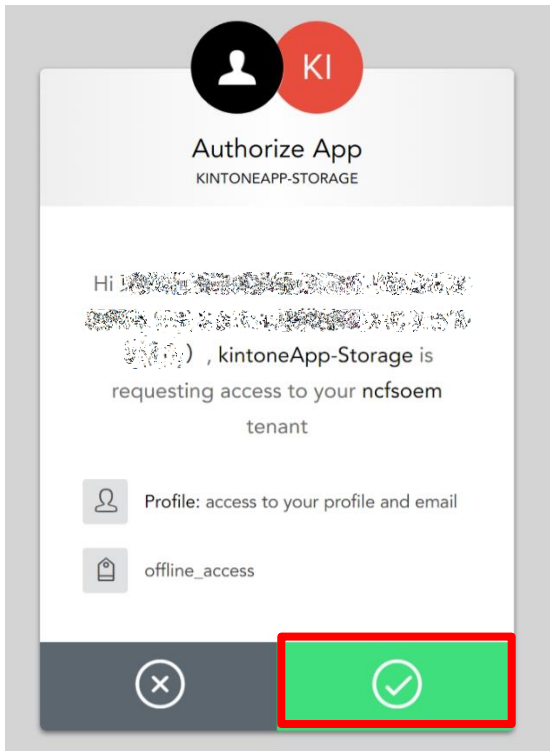 KI
Authorize App
KINTONEAPP-STORAGE
Hi
) , kintoneApp-Storage is
requesting access to your ncfsoem
tenant
Profile: access to your profile and email
offline_access